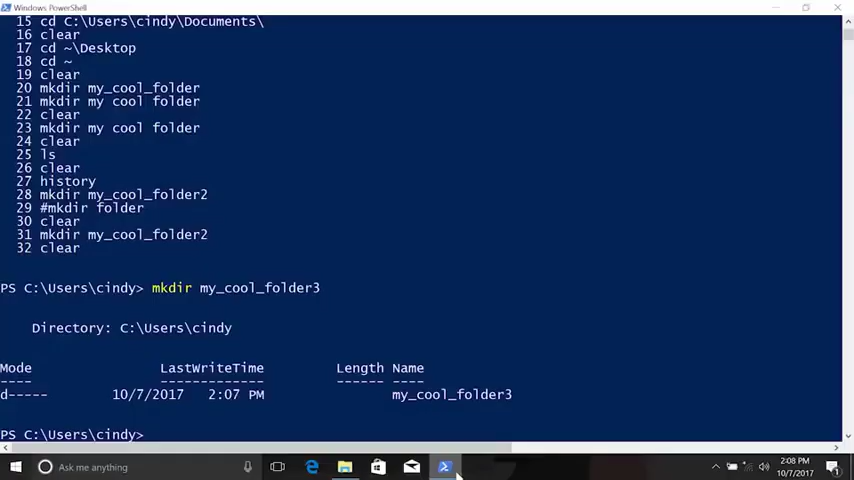 Windows PowerShell
15 cd C:\Users\cindy\Documents\
16 clear
17 cd ~\Desktop
18 cd ~
19 clear
20 mkdir my_cool_folder
21 mkdir my cool folder
22 clear
23 mkdir my cool folder
24 clear
25 ls
26 clear
27 history
28 mkdir my_cool_folder2
29 #mkdir folder
30 clear
31 mkdir my_cool_folder2
32 clear
PS C:\Users\cindy> mkdir my_cool_folder3
Directory: C:\Users\cindy
Mode LastWriteTime Length Name
---- ------------- ------ ----
d----- 10/7/2017 2:07 PM my_cool_folder3
PS C:\Users\cindy>
Ask me anything
2:08 PM
10/7/2017
1